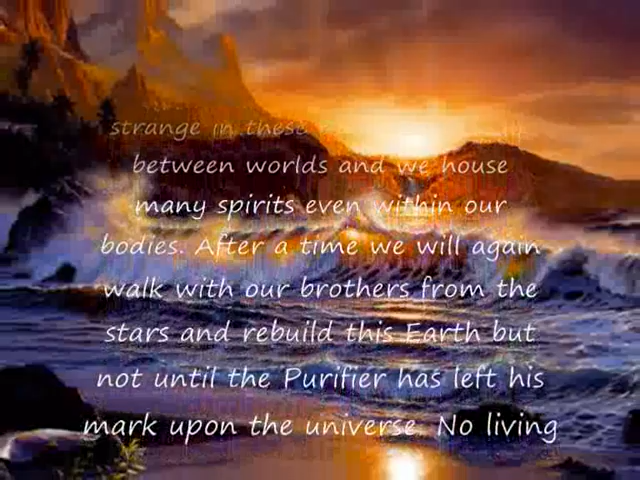 strange in these
between worlds and we house
many spirits even within our
bodies. After a time we will again
walk with our brothers from the
stars and rebuild this Earth but
not until the Purifier has left his
mark upon the universe. No living